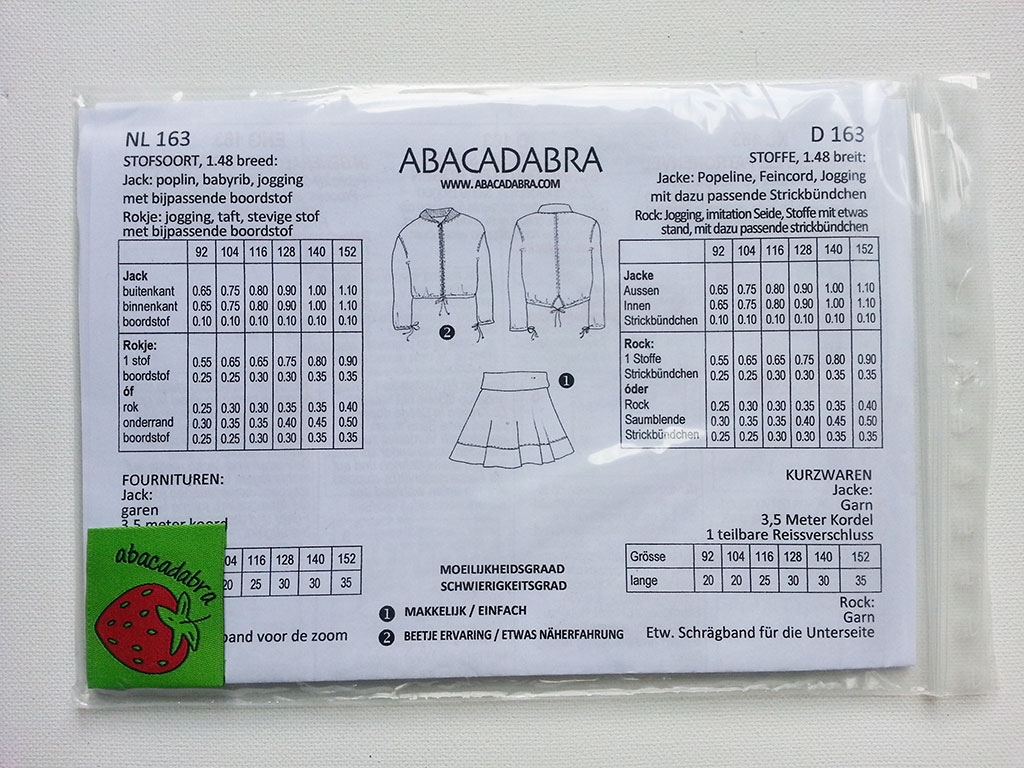 NL 163
STOFSOORT, 1.48 breed:
Jack: poplin, babyrib, jogging
met bijpassende boordstof
Rokje: jogging, taft, stevige stof
met bijpassende boordstof
92 104 116 128 140 152
Jack
buitenkant 0.65 0.75 0.80 0.90 1.00 1.10
binnenkant 0.65 0.75 0.80 0.90 1.00 1.10
boordstof 0.10 0.10 0.10 0.10 0.10 0.10
Rokje:
1 stof 0.55 0.65 0.65 0.75 0.80 0.90
boordstof 0.25 0.25 0.30 0.30 0.35 0.35
óf
rok 0.25 0.30 0.30 0.35 0.35 0.40
onderrand 0.30 0.35 0.35 0.40 0.45 0.50
boordstof 0.25 0.25 0.30 0.30 0.35 0.35
FOURNITUREN:
Jack:
garen
3,5 meter koord
04 116 128 140 152
20 25 30 30 35
band voor de zoom
abacadabra
ABACADABRA
WWW.ABACADABRA.COM
2
1
MOEILIJKHEIDSGRAAD
SCHWIERIGKEITSGRAD
1 MAKKELIJK / EINFACH
2 BEETJE ERVARING / ETWAS NÄHERFAHRUNG
D 163
STOFFE, 1.48 breit:
Jacke: Popeline, Feincord, Jogging
mit dazu passende Strickbündchen
Rock: Jogging, imitation Seide, Stoffe mit etwas
stand, mit dazu passende strickbündchen
92 104 116 128 140 152
Jacke
Aussen 0.65 0.75 0.80 0.90 1.00 1.10
Innen 0.65 0.75 0.80 0.90 1.00 1.10
Strickbündchen 0.10 0.10 0.10 0.10 0.10 0.10
Rock:
1 Stoffe 0.55 0.65 0.65 0.75 0.80 0.90
Strickbündchen 0.25 0.25 0.30 0.30 0.35 0.35
óder
Rock 0.25 0.30 0.30 0.35 0.35 0.40
Saumblende 0.30 0.35 0.35 0.40 0.45 0.50
Strickbündchen 0.25 0.25 0.30 0.30 0.35 0.35
KURZWAREN
Jacke:
Garn
3,5 Meter Kordel
1 teilbare Reissverschluss
Grösse 92 104 116 128 140 152
lange 20 20 25 30 30 35
Rock:
Garn
Etw. Schrägband für die Unterseite